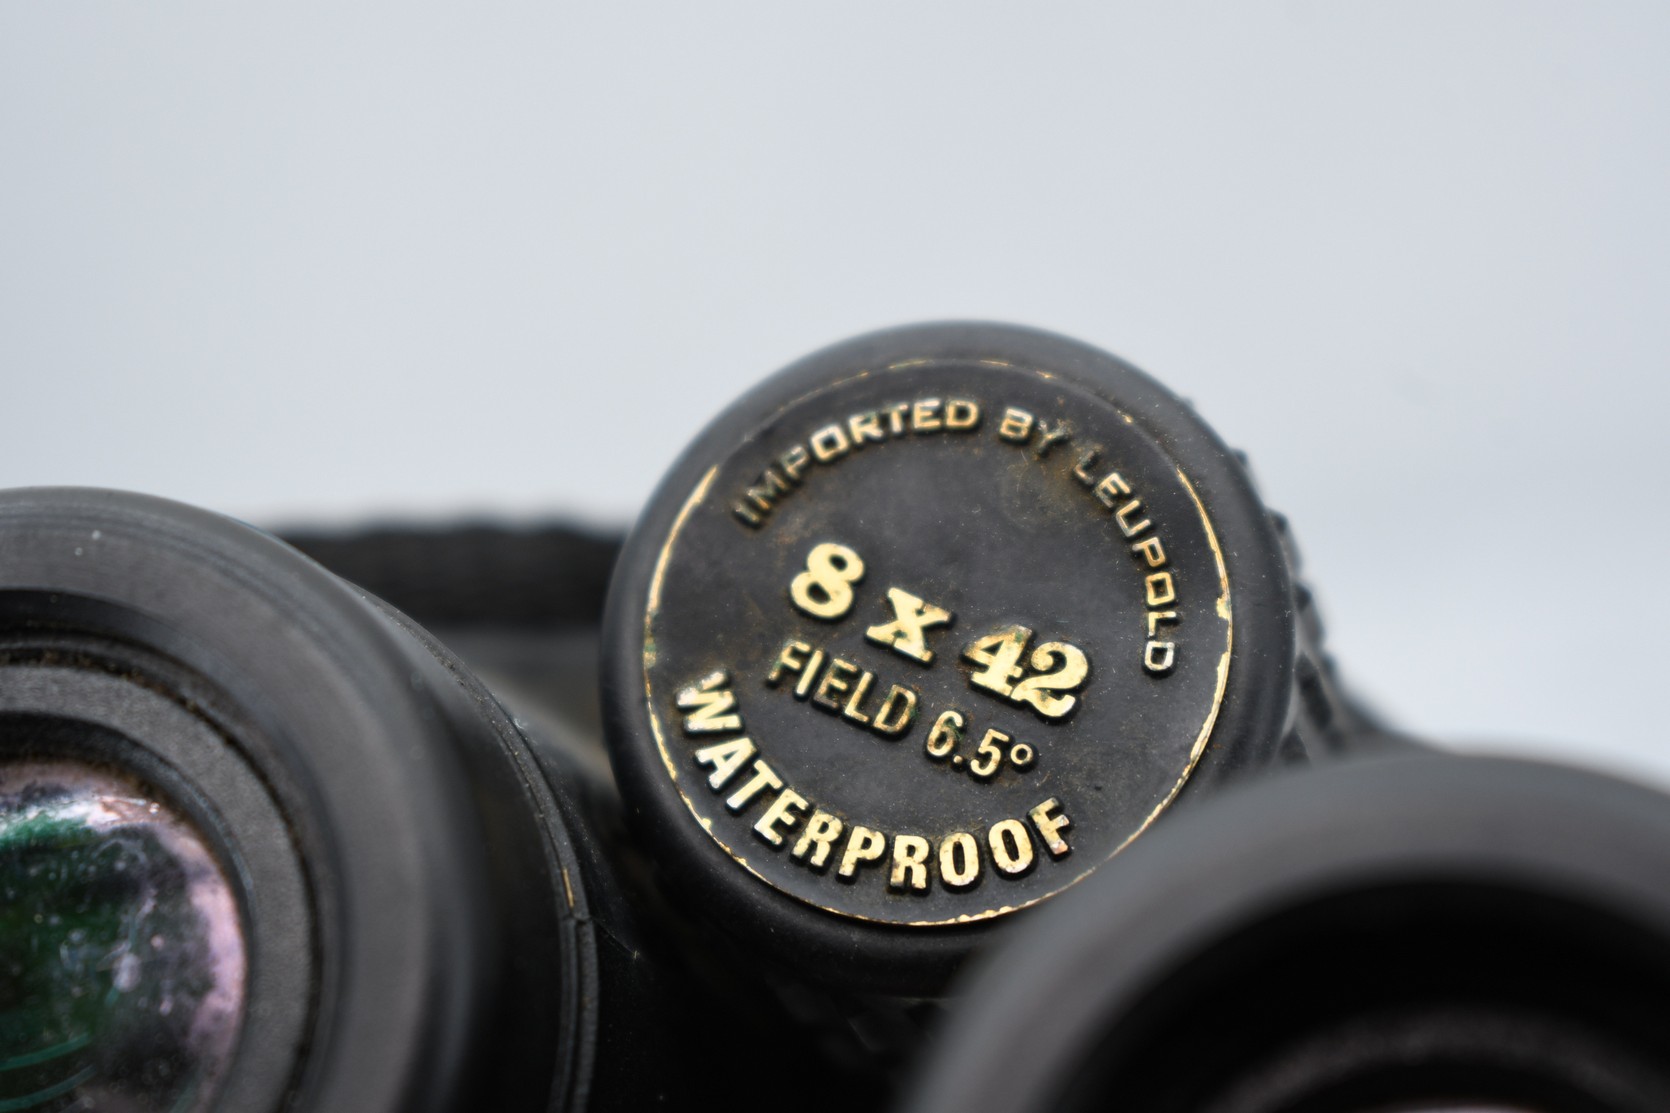 IMPORTED BY LEUPOLD
8 X 42
FIELD 6.5°
WATERPROOF